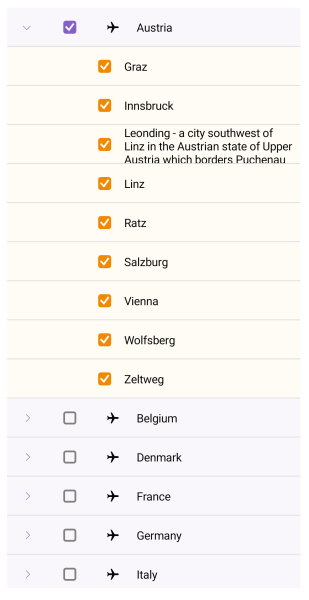 Austria
Graz
Innsbruck
Leonding - a city southwest of
Linz in the Austrian state of Upper
Austria which borders Puchenau
Linz
Ratz
Salzburg
Vienna
Wolfsberg
Zeltweg
Belgium
Denmark
France
Germany
Italy